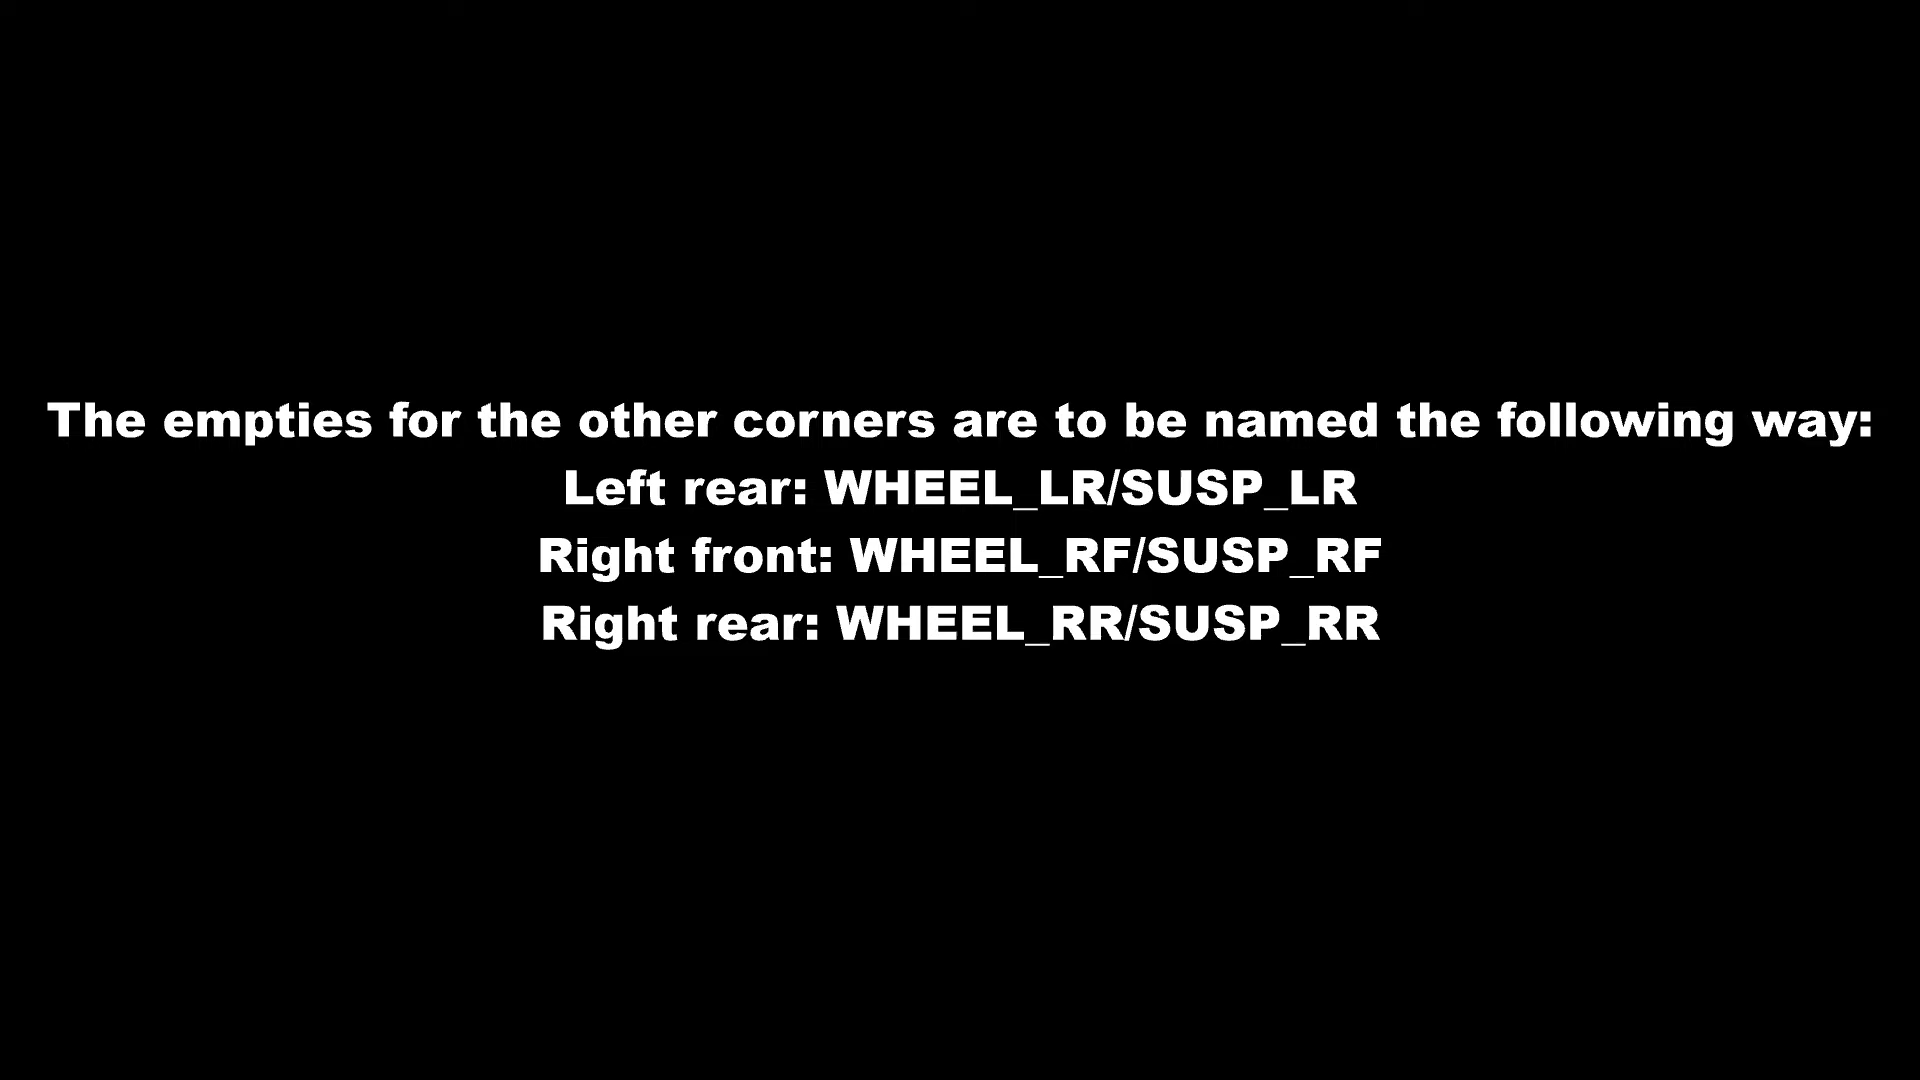 The empties for the other corners are to be named the following way:
Left rear: WHEEL_LR/SUSP_LR
Right front: WHEEL_RF/SUSP_RF
Right rear: WHEEL_RR/SUSP_RR